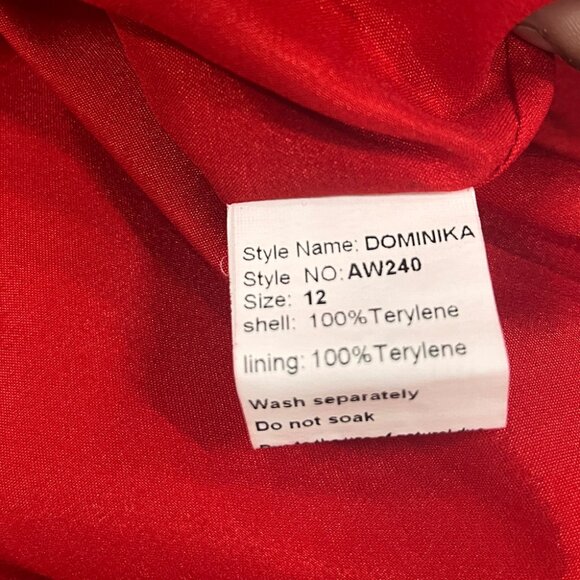 Style Name: DOMINIKA
Style NO: AW240
Size: 12
shell: 100%Terylene
lining: 100%Terylene
Wash separately
Do not soak